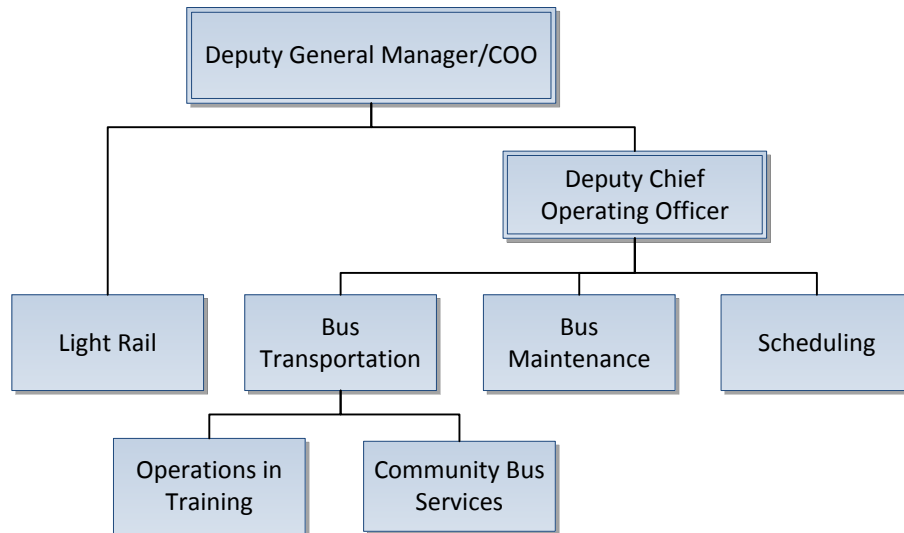 Deputy General Manager/COO
Deputy Chief
Operating Officer
Light Rail
Bus
Transportation
Bus
Maintenance
Scheduling
Operations in
Training
Community Bus
Services